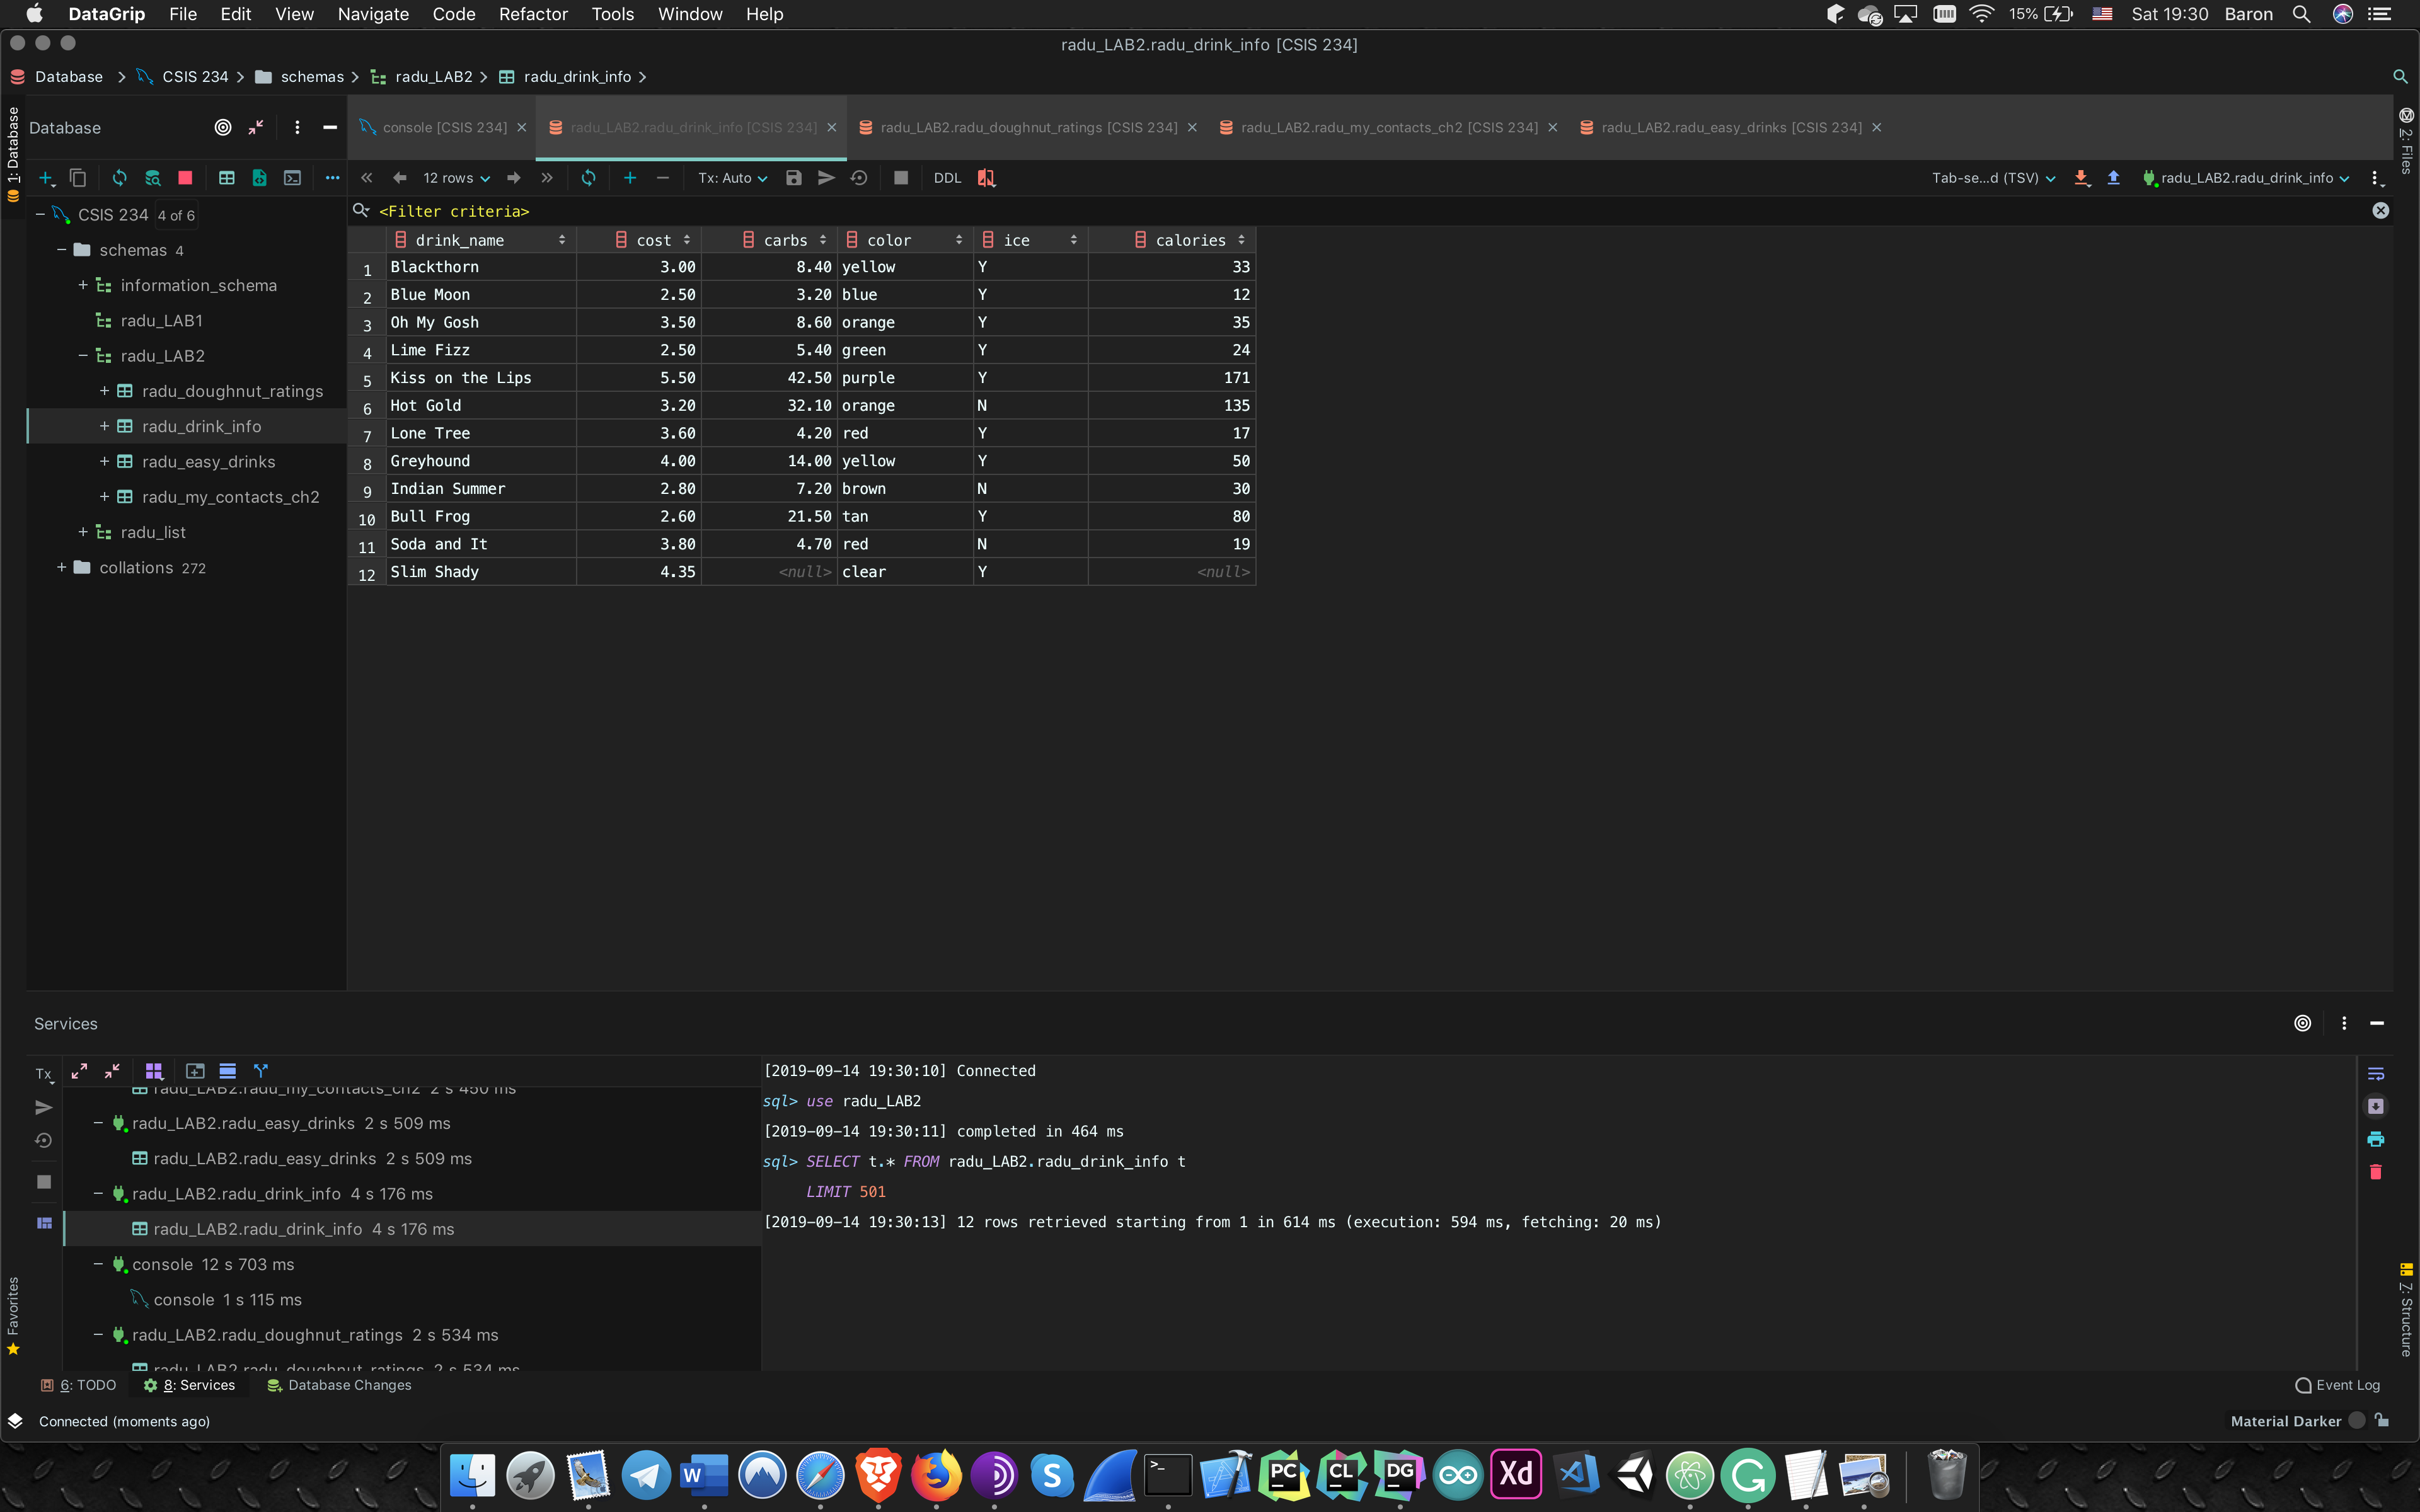 DataGrip File Edit View Navigate Code Refactor Tools Window Help 15% Sat 19:30 Baron
radu_LAB2.radu_drink_info [CSIS 234]
Database CSIS 234 schemas radu_LAB2 radu_drink_info
1: Database
Database
console [CSIS 234] radu_LAB2.radu_drink_info [CSIS 234] radu_LAB2.radu_doughnut_ratings [CSIS 234] radu_LAB2.radu_my_contacts_ch2 [CSIS 234] radu_LAB2.radu_easy_drinks [CSIS 234]
2: Files
12 rows Tx: Auto DDL Tab-se...d (TSV) radu_LAB2.radu_drink_info
CSIS 234 4 of 6
schemas 4
information_schema
radu_LAB1
radu_LAB2
radu_doughnut_ratings
radu_drink_info
radu_easy_drinks
radu_my_contacts_ch2
radu_list
collations 272
<Filter criteria>
drink_name cost carbs color ice calories
1 Blackthorn 3.00 8.40 yellow Y 33
2 Blue Moon 2.50 3.20 blue Y 12
3 Oh My Gosh 3.50 8.60 orange Y 35
4 Lime Fizz 2.50 5.40 green Y 24
5 Kiss on the Lips 5.50 42.50 purple Y 171
6 Hot Gold 3.20 32.10 orange N 135
7 Lone Tree 3.60 4.20 red Y 17
8 Greyhound 4.00 14.00 yellow Y 50
9 Indian Summer 2.80 7.20 brown N 30
10 Bull Frog 2.60 21.50 tan Y 80
11 Soda and It 3.80 4.70 red N 19
12 Slim Shady 4.35 <null> clear Y <null>
Services
Tx
radu_LAB2.radu_my_contacts_ch2 2 s 450 ms
radu_LAB2.radu_easy_drinks 2 s 509 ms
radu_LAB2.radu_easy_drinks 2 s 509 ms
radu_LAB2.radu_drink_info 4 s 176 ms
radu_LAB2.radu_drink_info 4 s 176 ms
console 12 s 703 ms
console 1 s 115 ms
radu_LAB2.radu_doughnut_ratings 2 s 534 ms
radu_LAB2.radu_doughnut_ratings 2 s 534 ms
[2019-09-14 19:30:10] Connected
sql> use radu_LAB2
[2019-09-14 19:30:11] completed in 464 ms
sql> SELECT t.* FROM radu_LAB2.radu_drink_info t
LIMIT 501
[2019-09-14 19:30:13] 12 rows retrieved starting from 1 in 614 ms (execution: 594 ms, fetching: 20 ms)
Favorites
7: Structure
6: TODO 8: Services Database Changes Event Log
Connected (moments ago) Material Darker
W S >_ PC CL DG Xd G